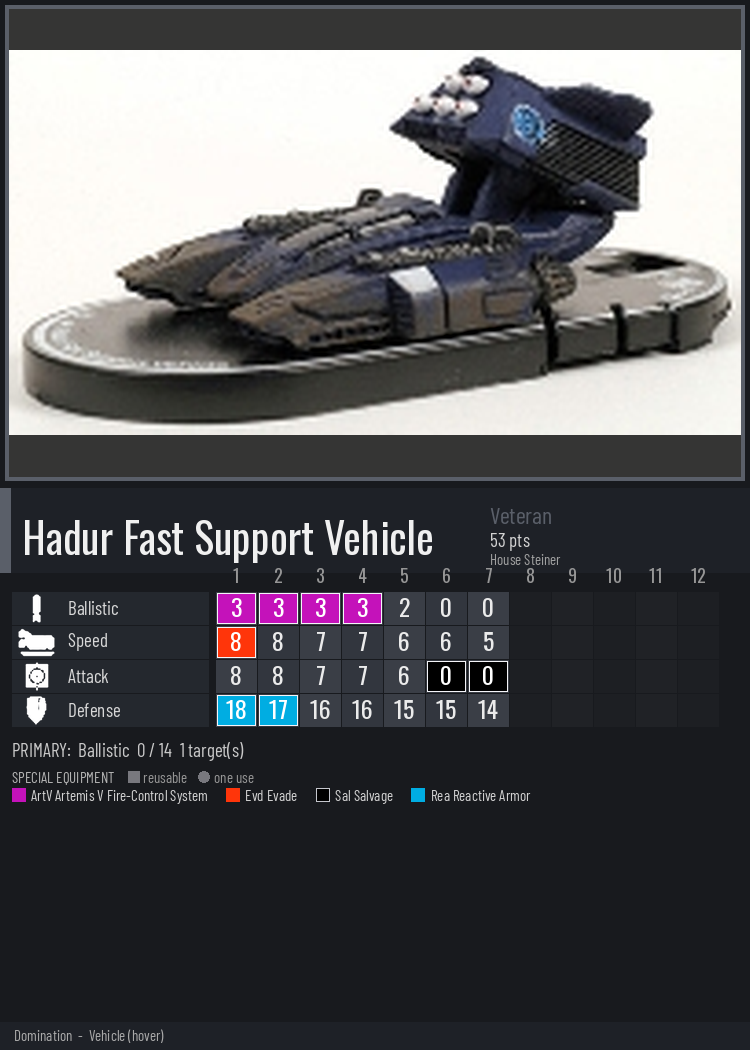 Hadur Fast Support Vehicle
Veteran
53 pts
House Steiner
1 2 3 4 5 6 7 8 9 10 11 12
Ballistic 3 3 3 3 2 0 0
Speed 8 8 7 7 6 6 5
Attack 8 8 7 7 6 0 0
Defense 18 17 16 16 15 15 14
PRIMARY: Ballistic 0 / 14 1 target(s)
SPECIAL EQUIPMENT reusable one use
ArtV Artemis V Fire-Control System Evd Evade Sal Salvage Rea Reactive Armor
Domination - Vehicle (hover)